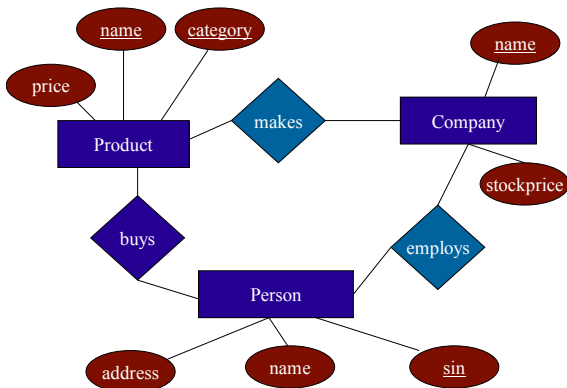 name
category
name
price
makes
Company
Product
stockprice
buys
employs
Person
address
name
sin